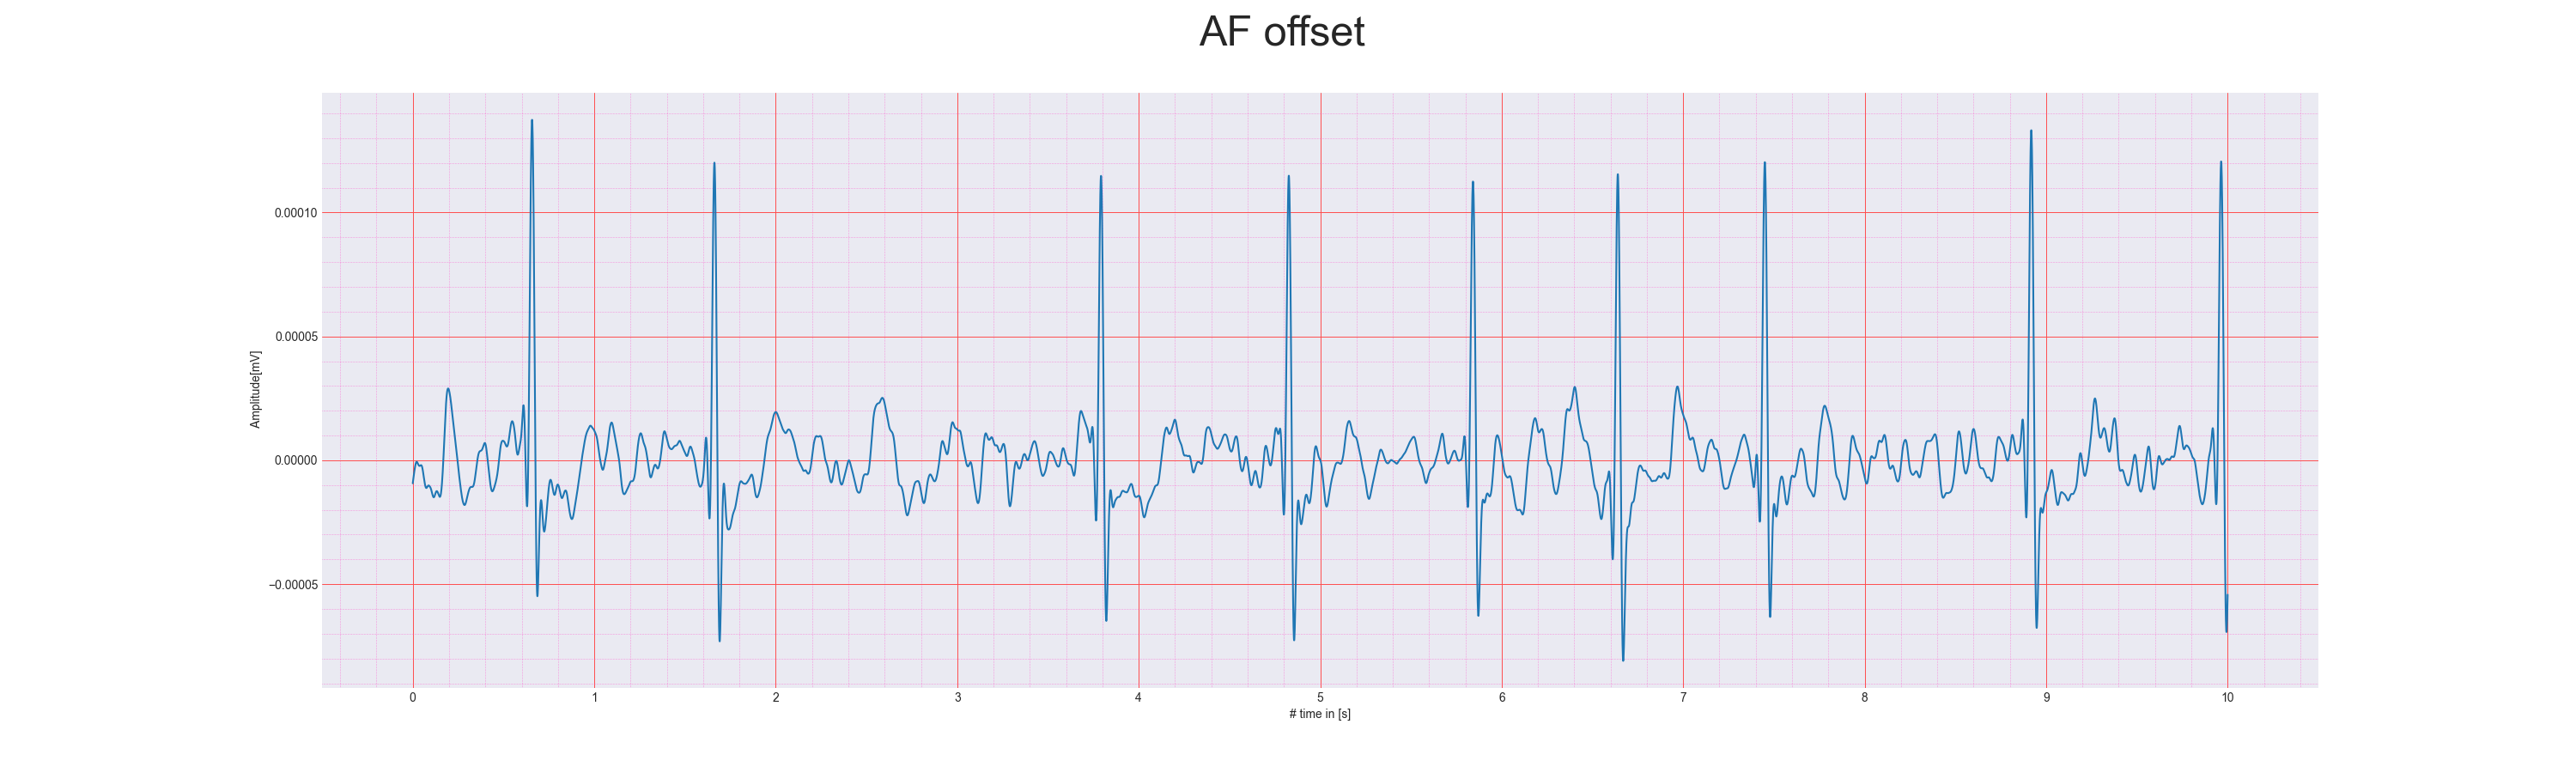 AF offset
0.00010
0.00005
0.00000
−0.00005
Amplitude[mV]
0 1 2 3 4 5 6 7 8 9 10
# time in [s]